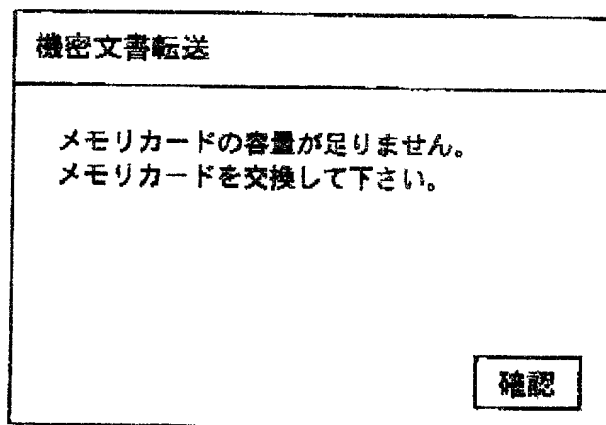 機密文書転送
メモリカードの容量が足りません。
メモリカードを交換して下さい。
確認